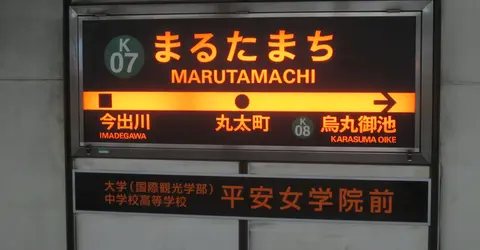 K
07
まるたまち
MARUTAMACHI
今出川 丸太町 K 08 烏丸御池
IMADEGAWA KARASUMA OIKE
大学(国際観光学部)
中学校高等学校
平安女学院前